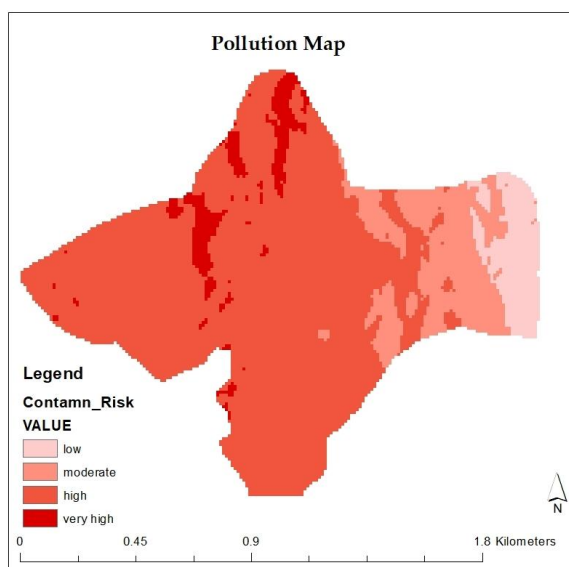 Pollution Map
Legend
Contamn_Risk
VALUE
low
moderate
high
very high
N
0 0.45 0.9 1.8 Kilometers